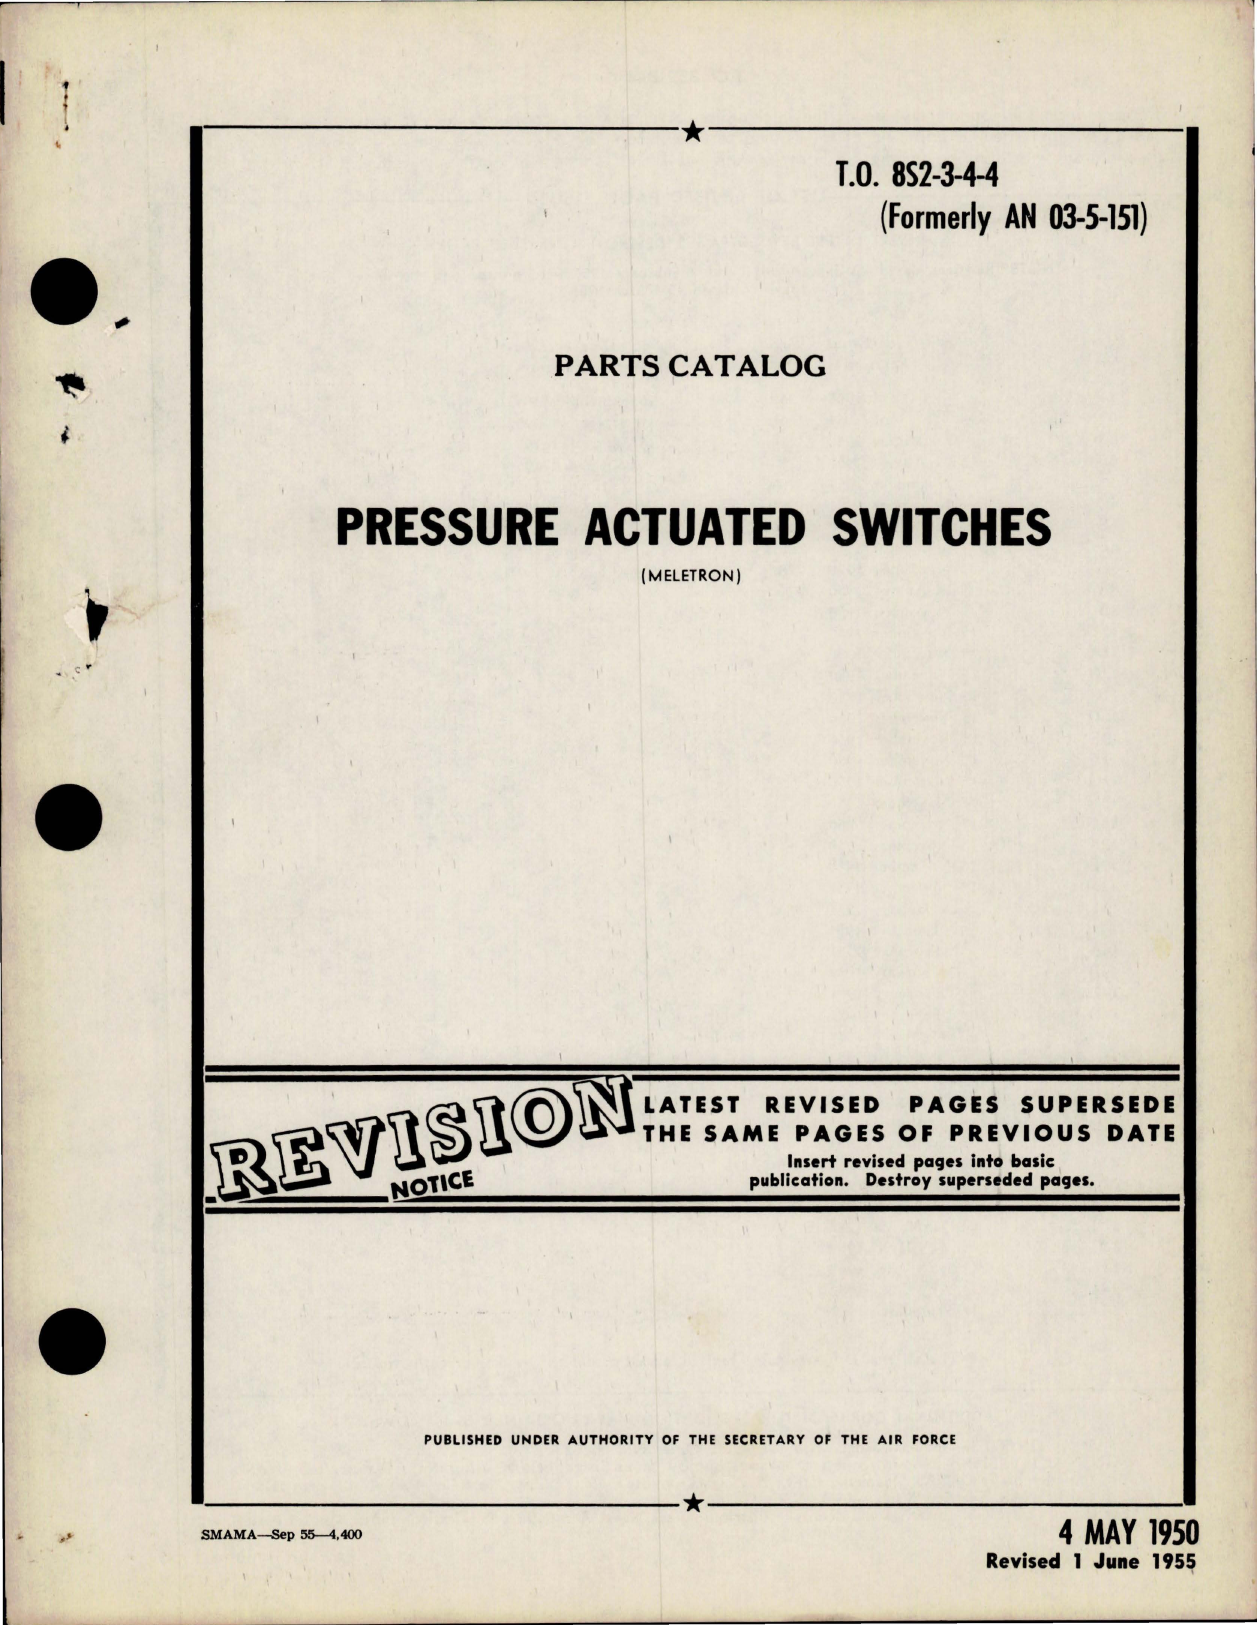 T.O. 8S2-3-4-4
(Formerly AN 03-5-151)
PARTS CATALOG
PRESSURE ACTUATED SWITCHES
(MELETRON)
REVISION
NOTICE
LATEST REVISED PAGES SUPERSEDE
THE SAME PAGES OF PREVIOUS DATE
Insert revised pages into basic
publication. Destroy superseded pages.
PUBLISHED UNDER AUTHORITY OF THE SECRETARY OF THE AIR FORCE
SMAMA—Sep 55—4,400
4 MAY 1950
Revised 1 June 1955